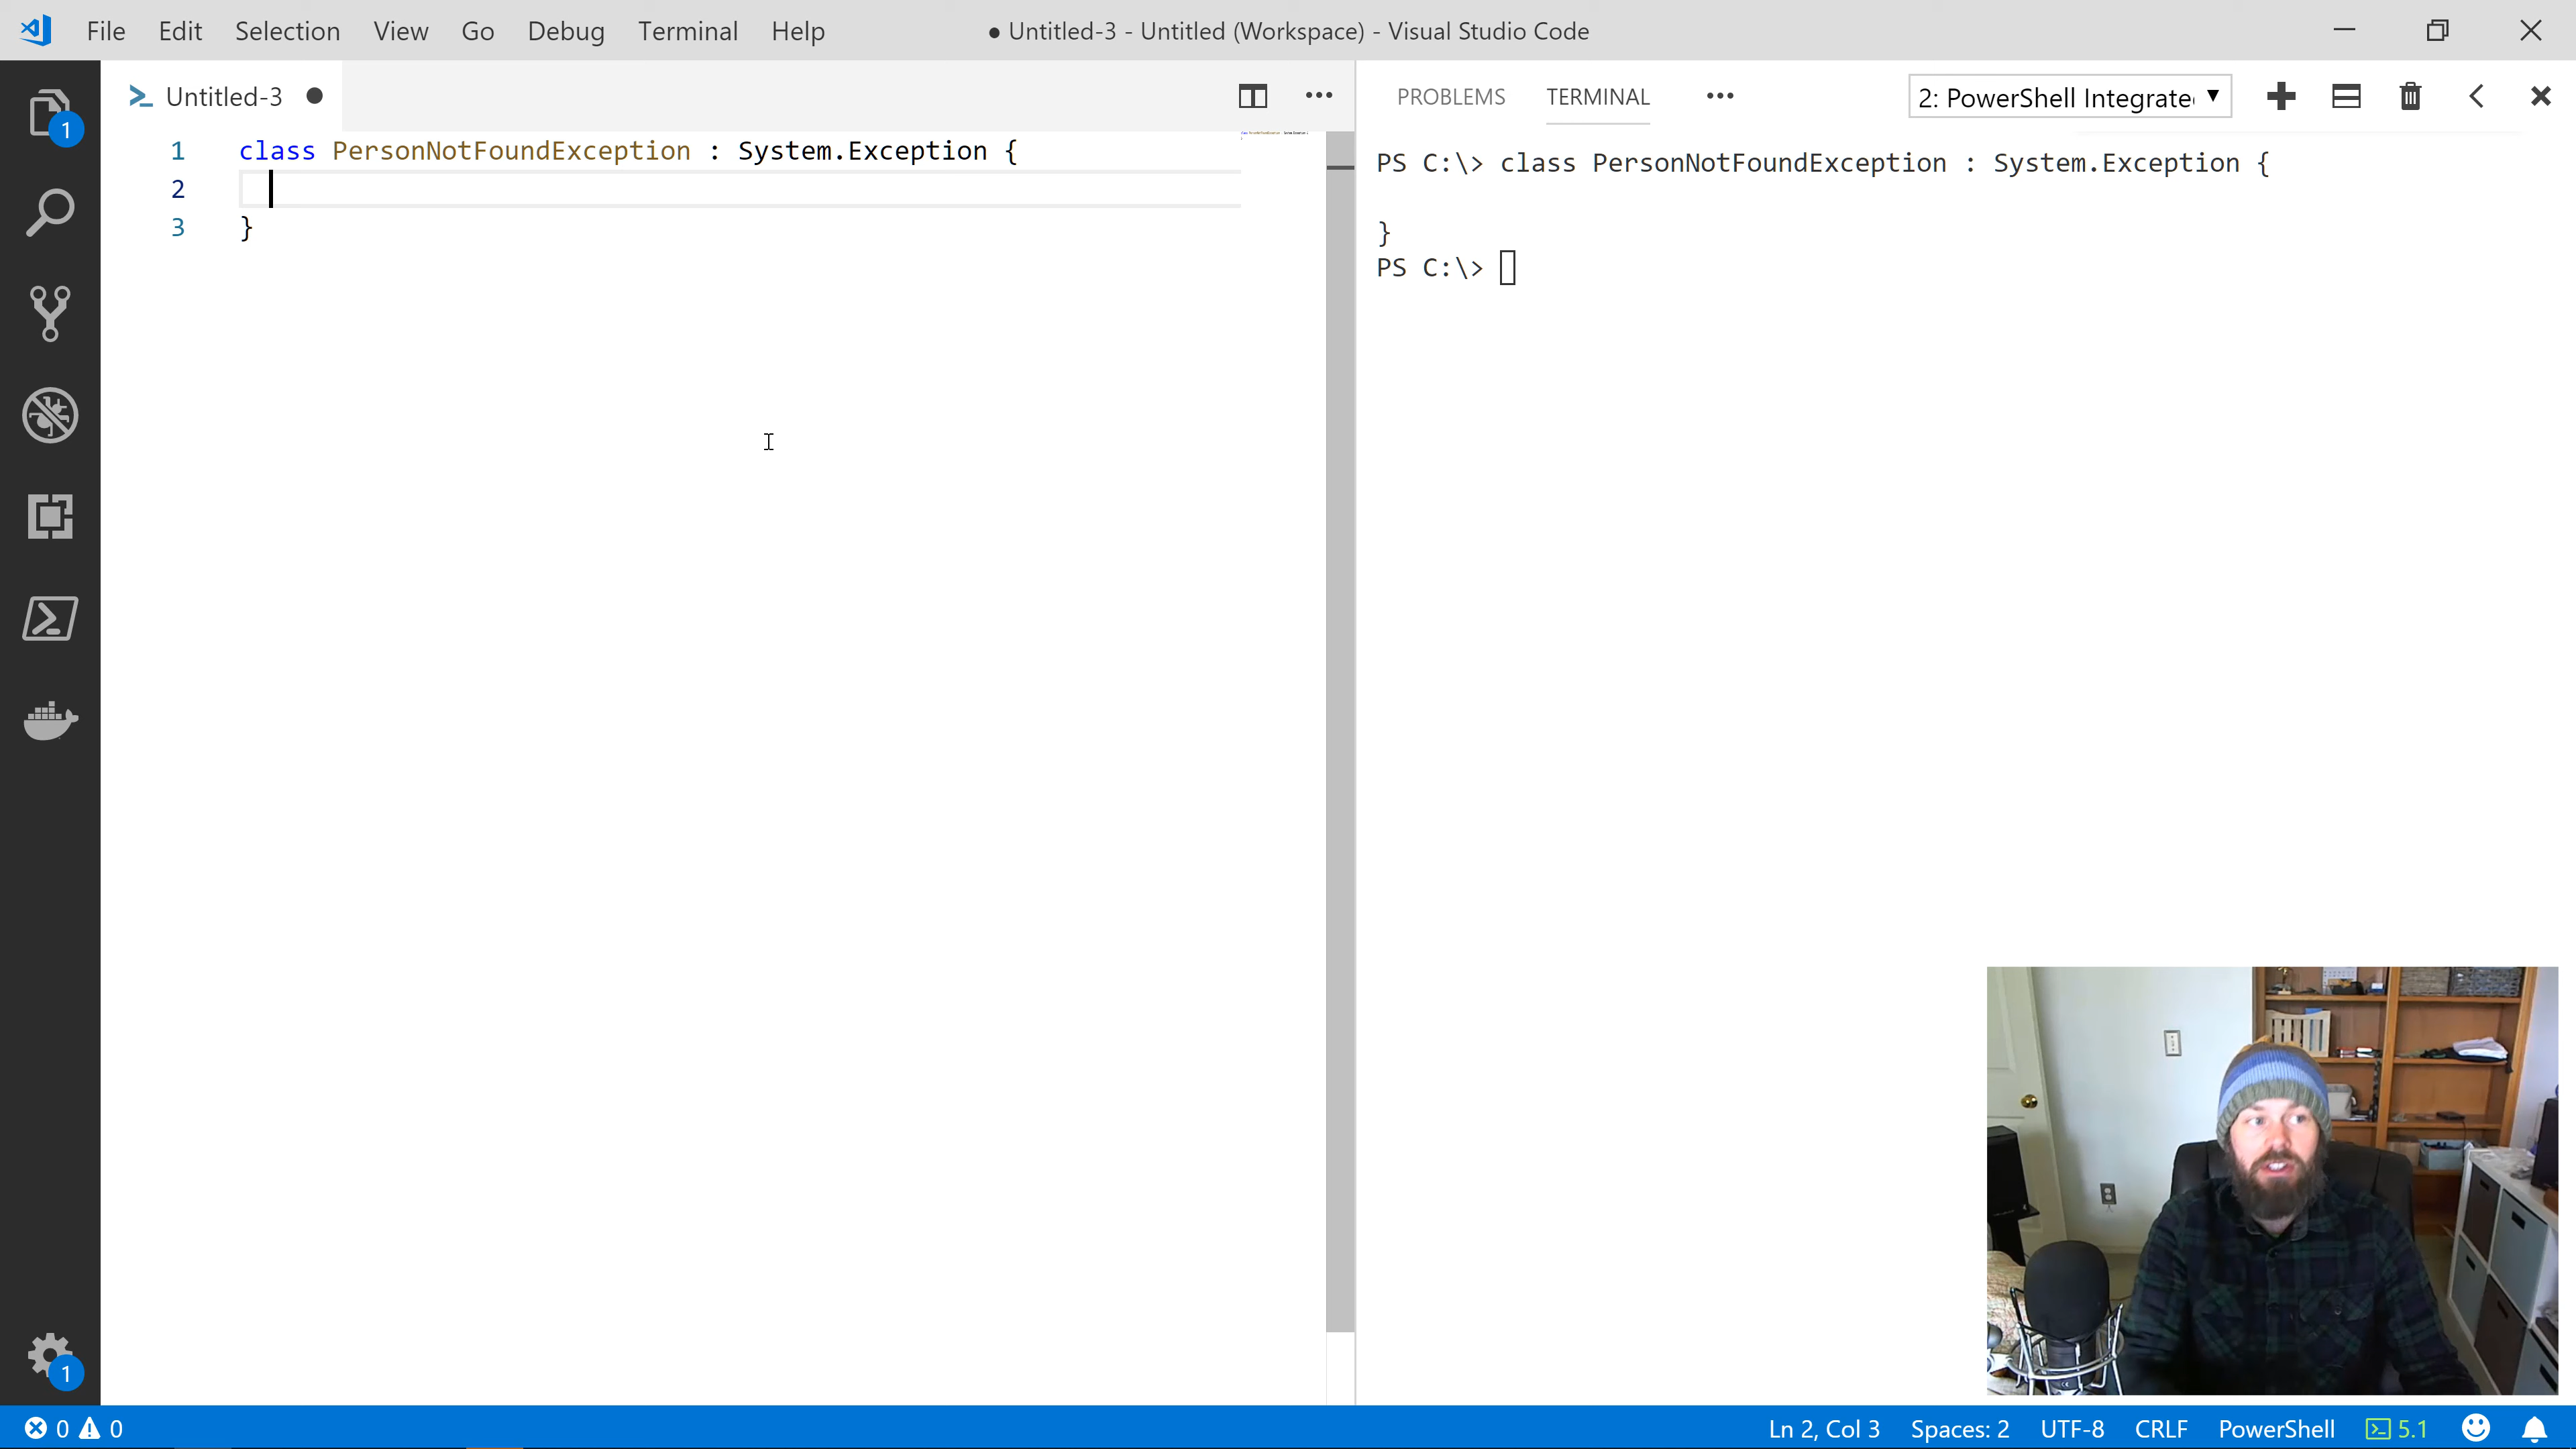 File Edit Selection View Go Debug Terminal Help
● Untitled-3 - Untitled (Workspace) - Visual Studio Code
Untitled-3
1 class PersonNotFoundException : System.Exception {
2
3 }
PROBLEMS TERMINAL
2: PowerShell Integrate
PS C:\> class PersonNotFoundException : System.Exception {
}
PS C:\>
1
1
0 0
Ln 2, Col 3 Spaces: 2 UTF-8 CRLF PowerShell 5.1